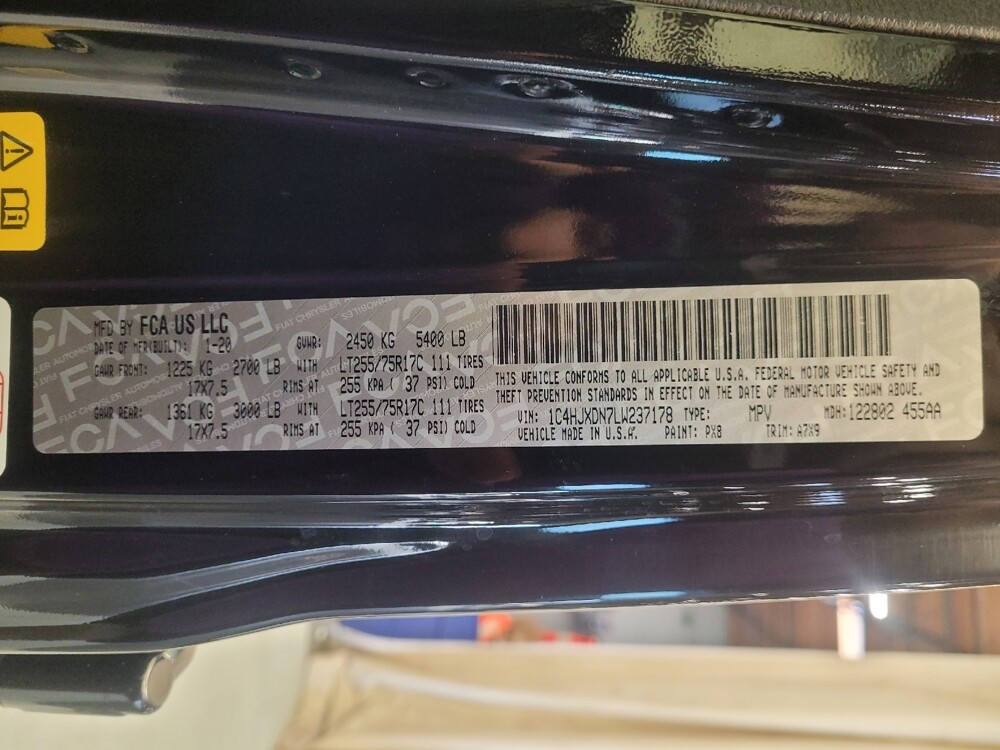 MFD BY FCA US LLC
DATE OF MFR(BUILT): 1-20 GVWR: 2450 KG 5400 LB
GAWR FRONT: 1225 KG 2700 LB WITH LT255/75R17C 111 TIRES
17X7.5 RIMS AT 255 KPA ( 37 PSI) COLD
GAWR REAR: 1361 KG 3000 LB WITH LT255/75R17C 111 TIRES
17X7.5 RIMS AT 255 KPA ( 37 PSI) COLD
THIS VEHICLE CONFORMS TO ALL APPLICABLE U.S.A. FEDERAL MOTOR VEHICLE SAFETY AND
THEFT PREVENTION STANDARDS IN EFFECT ON THE DATE OF MANUFACTURE SHOWN ABOVE.
VIN: 1C4HJXDN7LW237178 TYPE: MPV MDH: 122802 455AA
VEHICLE MADE IN U.S.A. PAINT: PX8 TRIM: A7X9